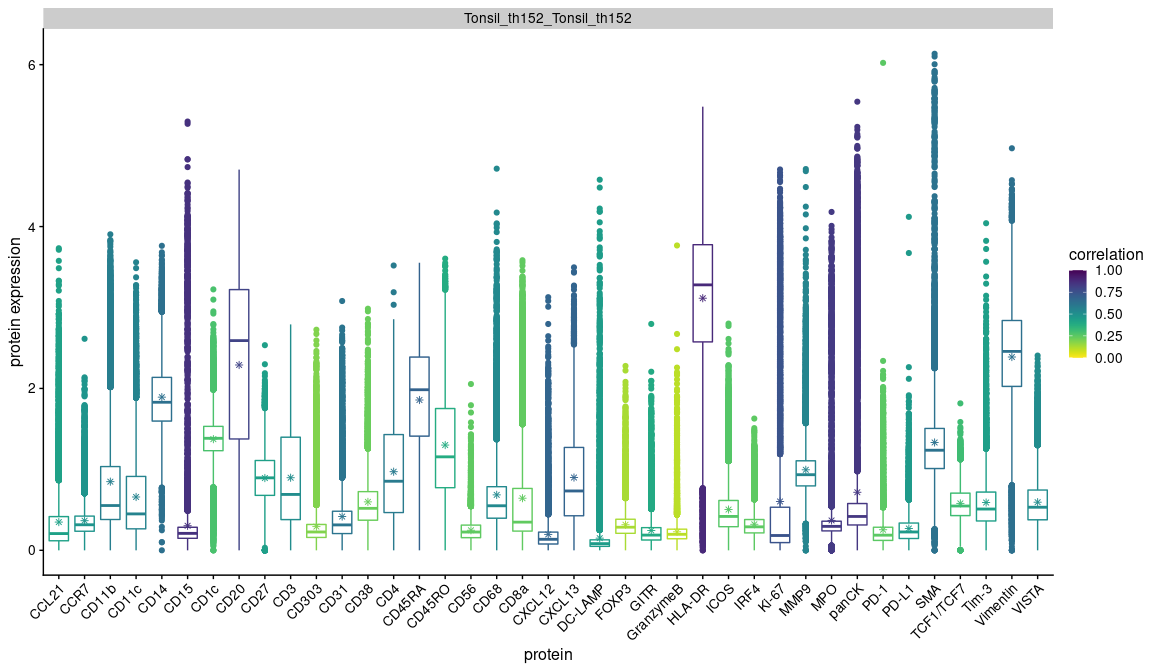 Tonsil_th152_Tonsil_th152
protein expression
6
4
2
0
CCL21
CCR7
CD11b
CD11c
CD14
CD15
CD1c
CD20
CD27
CD3
CD303
CD31
CD38
CD4
CD45RA
CD45RO
CD56
CD68
CD8a
CXCL12
CXCL13
DC-LAMP
FOXP3
GITR
GranzymeB
HLA-DR
ICOS
IRF4
Ki-67
MMP9
MPO
panCK
PD-1
PD-L1
SMA
TCF1/TCF7
Tim-3
Vimentin
VISTA
protein
correlation
1.00
0.75
0.50
0.25
0.00